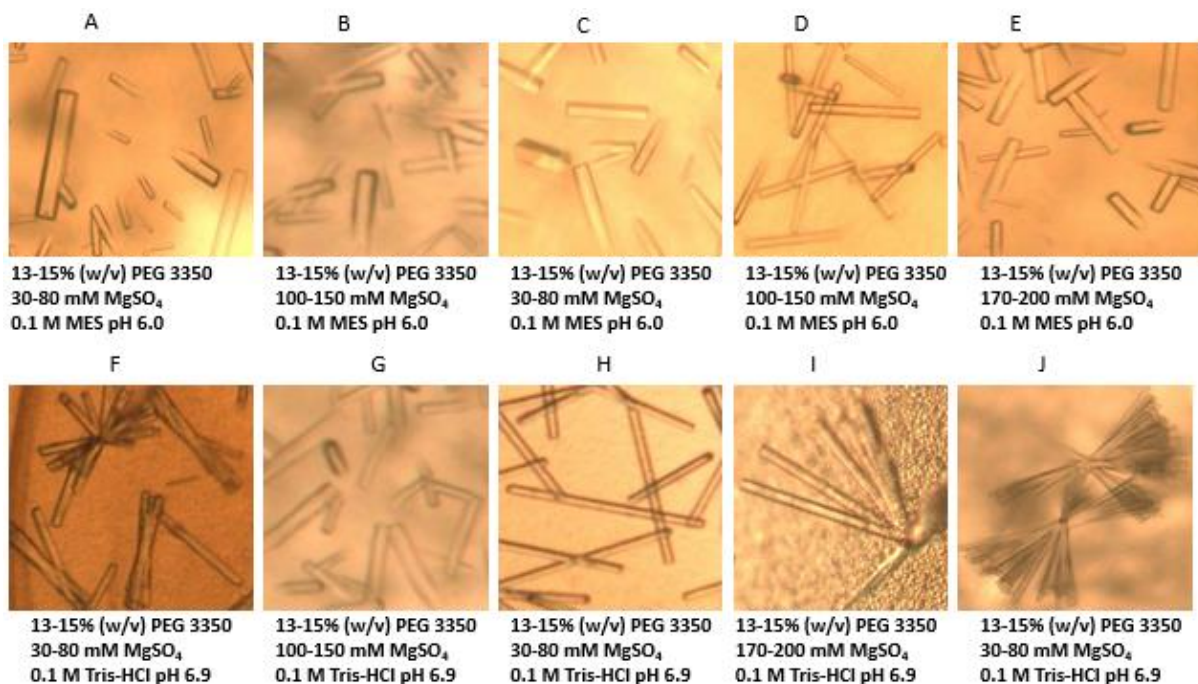 A B C D E
13-15% (w/v) PEG 3350
30-80 mM MgSO₄
0.1 M MES pH 6.0
13-15% (w/v) PEG 3350
100-150 mM MgSO₄
0.1 M MES pH 6.0
13-15% (w/v) PEG 3350
30-80 mM MgSO₄
0.1 M MES pH 6.0
13-15% (w/v) PEG 3350
100-150 mM MgSO₄
0.1 M MES pH 6.0
13-15% (w/v) PEG 3350
170-200 mM MgSO₄
0.1 M MES pH 6.0
F G H I J
13-15% (w/v) PEG 3350
30-80 mM MgSO₄
0.1 M Tris-HCl pH 6.9
13-15% (w/v) PEG 3350
100-150 mM MgSO₄
0.1 M Tris-HCl pH 6.9
13-15% (w/v) PEG 3350
30-80 mM MgSO₄
0.1 M Tris-HCl pH 6.9
13-15% (w/v) PEG 3350
170-200 mM MgSO₄
0.1 M Tris-HCl pH 6.9
13-15% (w/v) PEG 3350
30-80 mM MgSO₄
0.1 M Tris-HCl pH 6.9